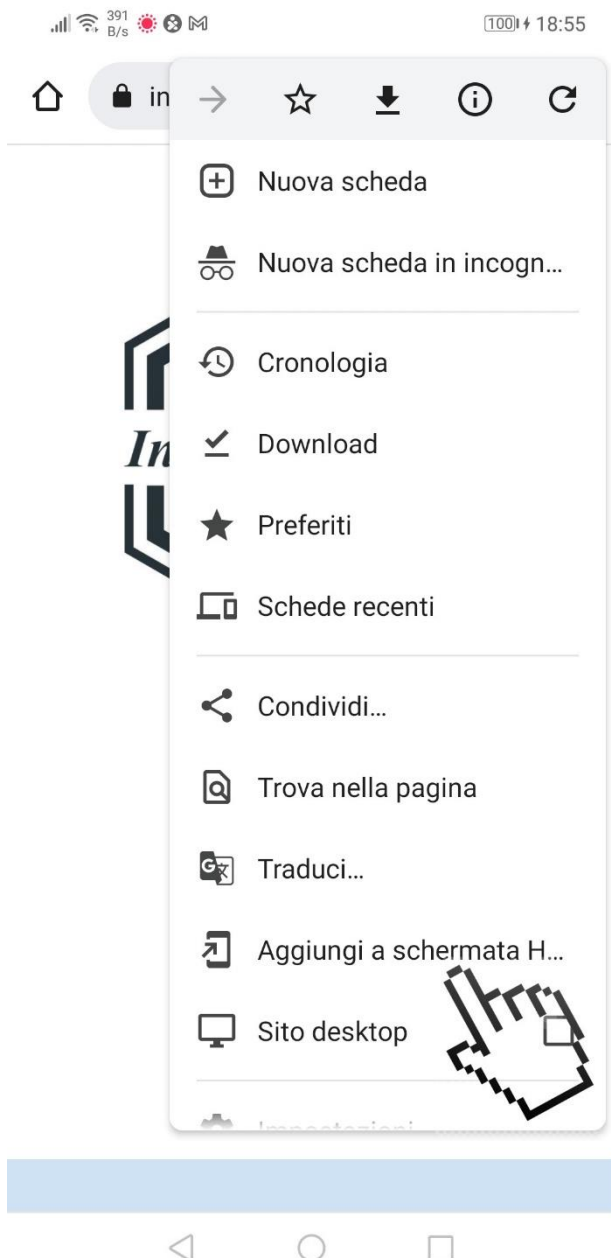 391
B/s
100
18:55
in
Nuova scheda
Nuova scheda in incogn...
Cronologia
In
Download
Preferiti
Schede recenti
Condividi...
Trova nella pagina
Traduci...
Aggiungi a schermata H...
Sito desktop
Impostazioni